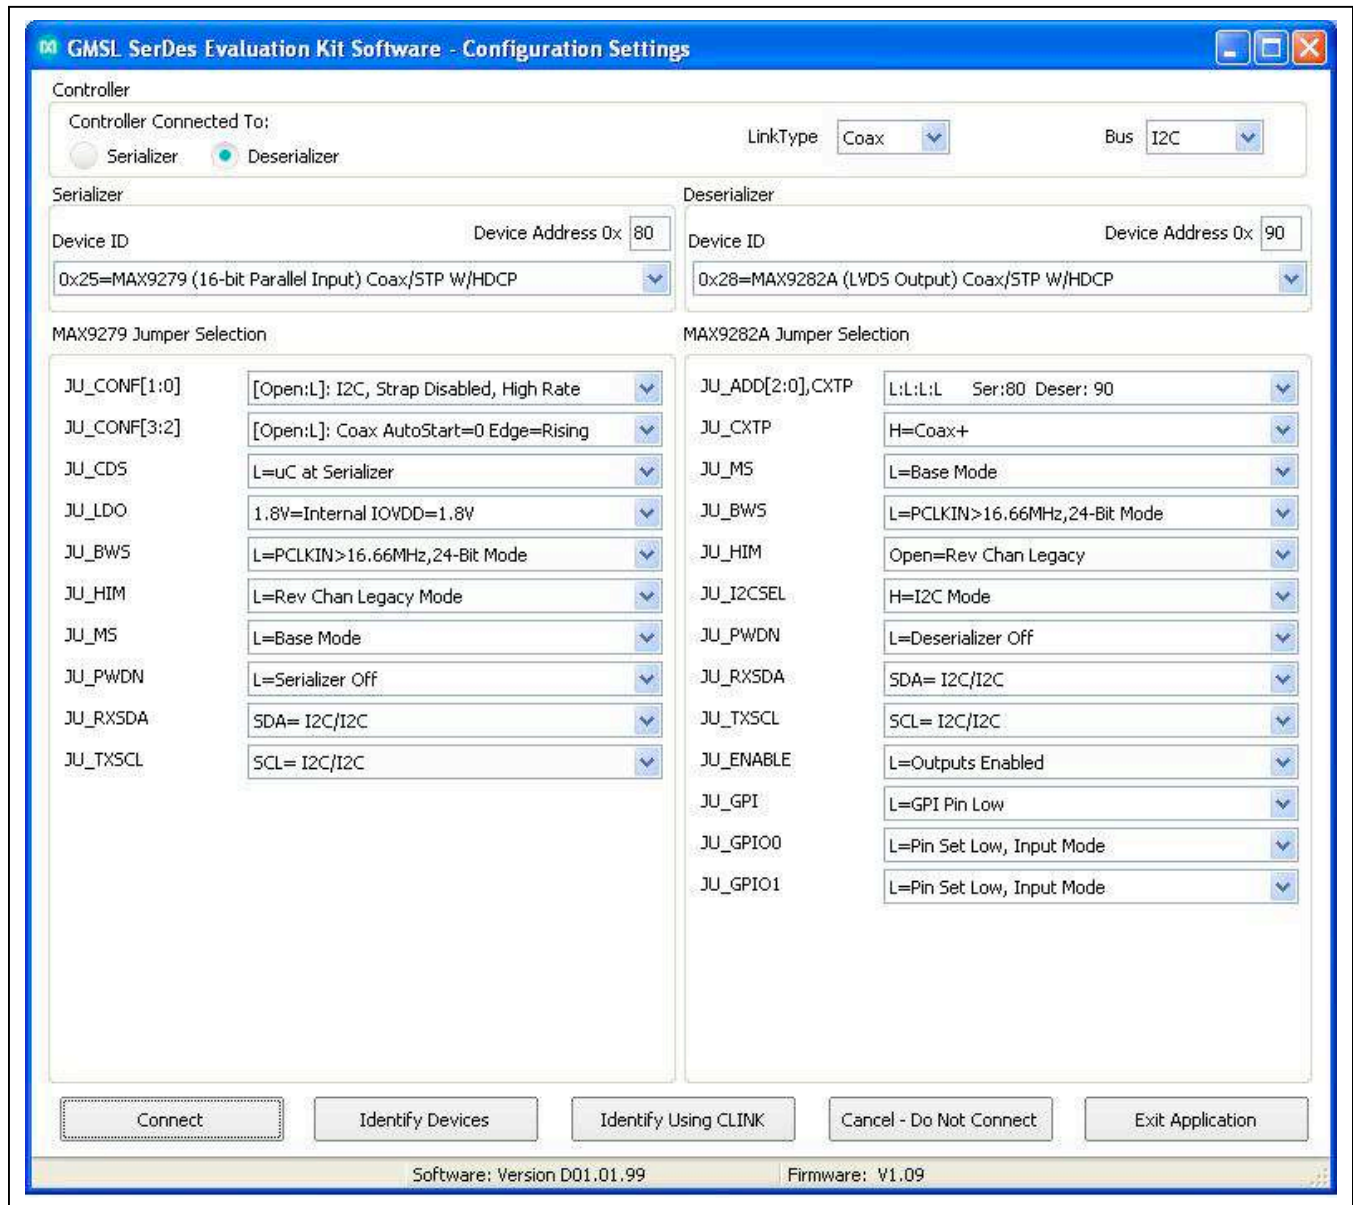 GMSL SerDes Evaluation Kit Software - Configuration Settings
Controller
Controller Connected To:
Serializer Deserializer LinkType Coax Bus I2C
Serializer Deserializer
Device ID Device Address 0x 80 Device ID Device Address 0x 90
0x25=MAX9279 (16-bit Parallel Input) Coax/STP W/HDCP 0x28=MAX9282A (LVDS Output) Coax/STP W/HDCP
MAX9279 Jumper Selection MAX9282A Jumper Selection
JU_CONF[1:0] [Open:L]: I2C, Strap Disabled, High Rate JU_ADD[2:0],CXTP L:L:L:L Ser:80 Deser: 90
JU_CONF[3:2] [Open:L]: Coax AutoStart=0 Edge=Rising JU_CXTP H=Coax+
JU_CDS L=uC at Serializer JU_MS L=Base Mode
JU_LDO 1.8V=Internal IOVDD=1.8V JU_BWS L=PCLKIN>16.66MHz,24-Bit Mode
JU_BWS L=PCLKIN>16.66MHz,24-Bit Mode JU_HIM Open=Rev Chan Legacy
JU_HIM L=Rev Chan Legacy Mode JU_I2CSEL H=I2C Mode
JU_MS L=Base Mode JU_PWDN L=Deserializer Off
JU_PWDN L=Serializer Off JU_RXSDA SDA= I2C/I2C
JU_RXSDA SDA= I2C/I2C JU_TXSCL SCL= I2C/I2C
JU_TXSCL SCL= I2C/I2C JU_ENABLE L=Outputs Enabled
JU_GPI L=GPI Pin Low
JU_GPIO0 L=Pin Set Low, Input Mode
JU_GPIO1 L=Pin Set Low, Input Mode
Connect Identify Devices Identify Using CLINK Cancel - Do Not Connect Exit Application
Software: Version D01.01.99 Firmware: V1.09